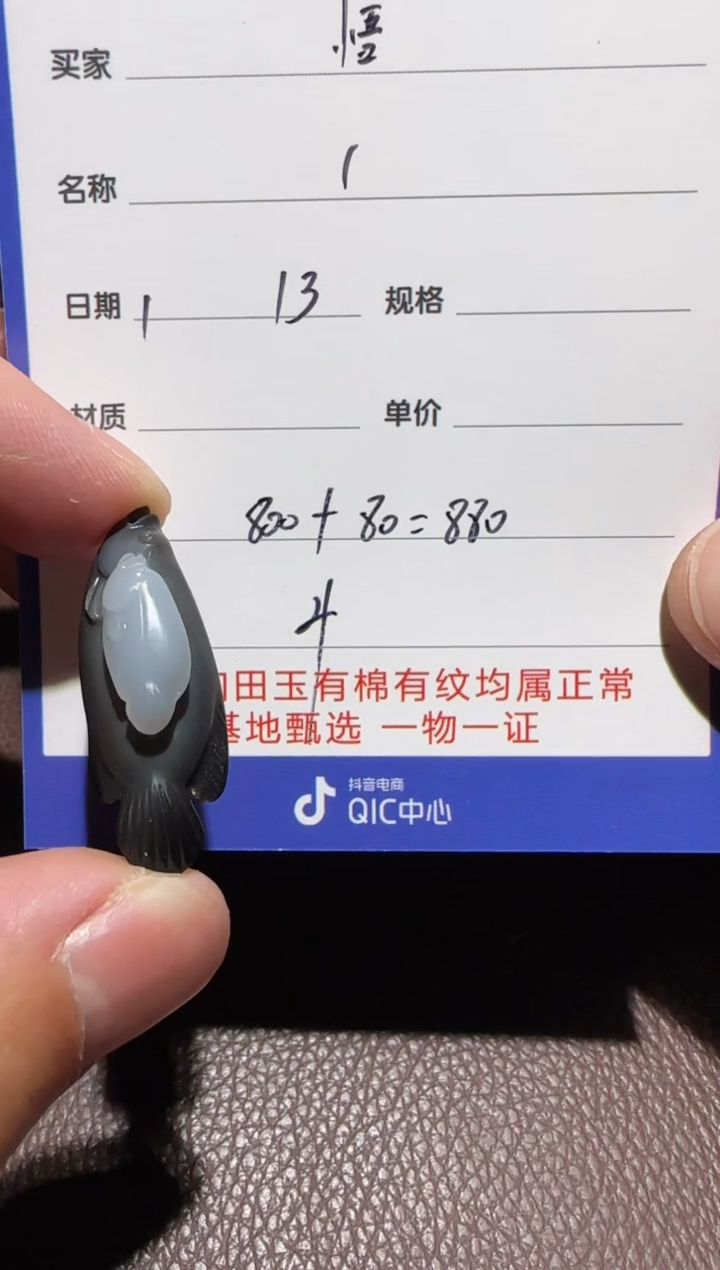 买家 悟
名称 1
日期 1 13 规格
材质 单价
800+80=880
4
田玉有棉有纹均属正常
基地甄选 一物一证
抖音电商
QIC中心